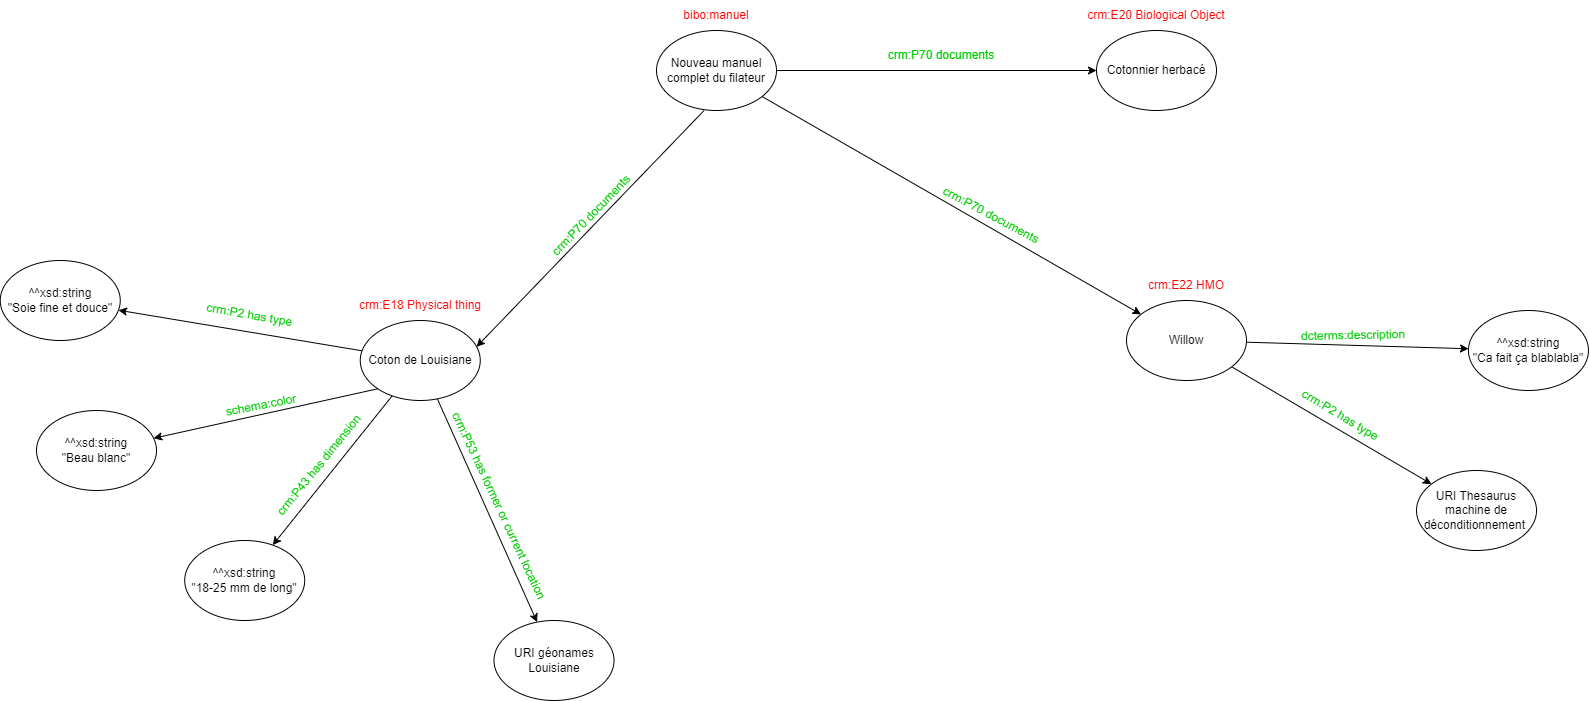 bibo:manuel
crm:E20 Biological Object
Nouveau manuel
complet du filateur
crm:P70 documents
Cotonnier herbacé
crm:P70 documents
crm:P70 documents
crm:E22 HMO
Willow
dcterms:description
^^xsd:string
"Ca fait ça blablabla"
crm:P2 has type
URI Thesaurus
machine de
déconditionnement
crm:E18 Physical thing
Coton de Louisiane
crm:P2 has type
^^xsd:string
"Soie fine et douce"
schema:color
^^xsd:string
"Beau blanc"
crm:P43 has dimension
^^xsd:string
"18-25 mm de long"
crm:P53 has former or current location
URI géonames
Louisiane